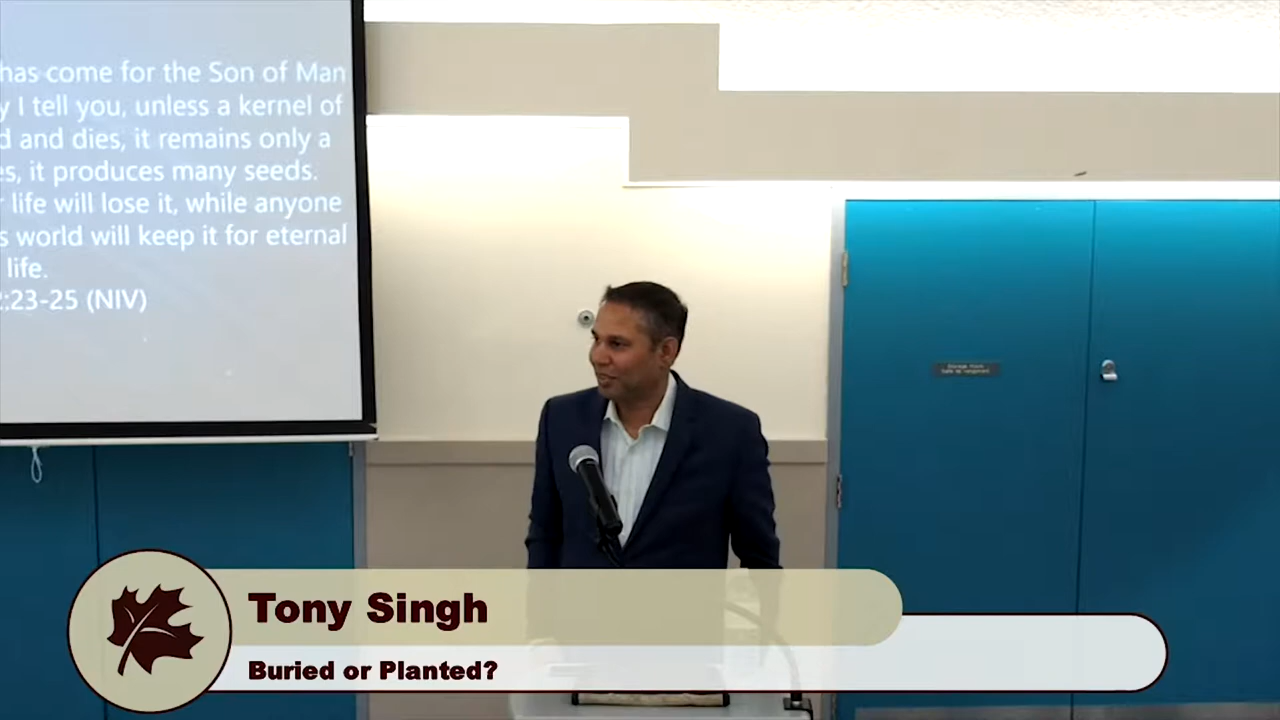 has come for the Son of Man
y I tell you, unless a kernel of
d and dies, it remains only a
es, it produces many seeds.
r life will lose it, while anyone
s world will keep it for eternal
life.
2:23-25 (NIV)
Tony Singh
Buried or Planted?